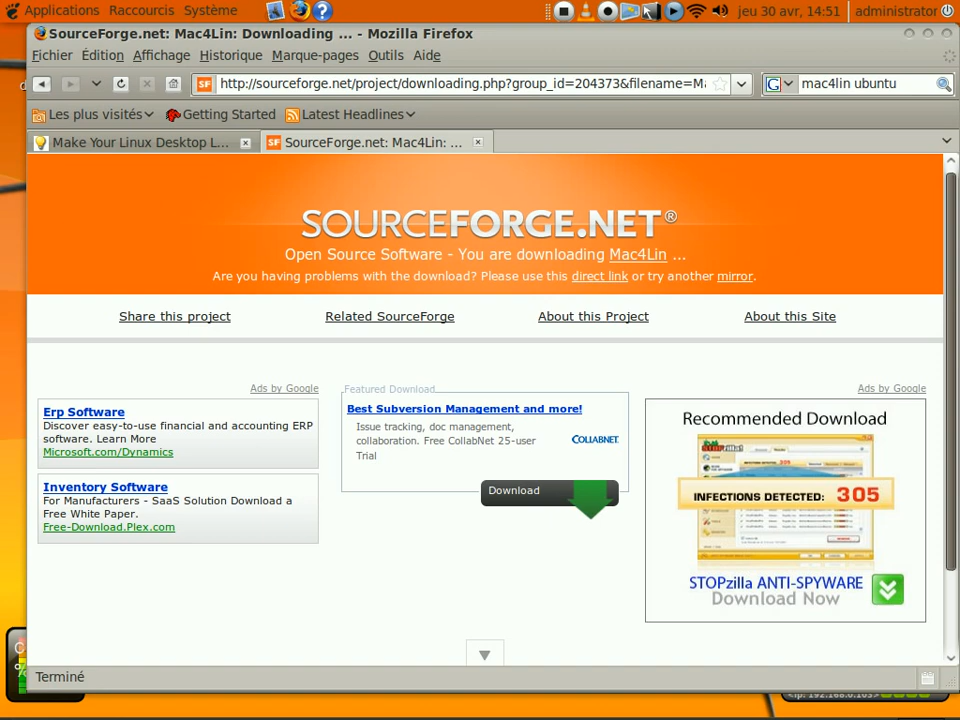 Applications Raccourcis Système jeu 30 avr, 14:51 administrator
SourceForge.net: Mac4Lin: Downloading ... - Mozilla Firefox
Fichier Édition Affichage Historique Marque-pages Outils Aide
SF http://sourceforge.net/project/downloading.php?group_id=204373&filename=Ma G mac4lin ubuntu
Les plus visités Getting Started Latest Headlines
Make Your Linux Desktop L... SF SourceForge.net: Mac4Lin: ...
SOURCEFORGE.NET®
Open Source Software - You are downloading Mac4Lin ...
Are you having problems with the download? Please use this direct link or try another mirror.
Share this project Related SourceForge About this Project About this Site
Ads by Google
Erp Software
Discover easy-to-use financial and accounting ERP
software. Learn More
Microsoft.com/Dynamics
Inventory Software
For Manufacturers - SaaS Solution Download a
Free White Paper.
Free-Download.Plex.com
Featured Download
Best Subversion Management and more!
Issue tracking, doc management,
collaboration. Free CollabNet 25-user
Trial
COLLABNET
Download
Ads by Google
Recommended Download
STOPzilla!
INFECTIONS DETECTED: 305
STOPzilla ANTI-SPYWARE
Download Now
Terminé